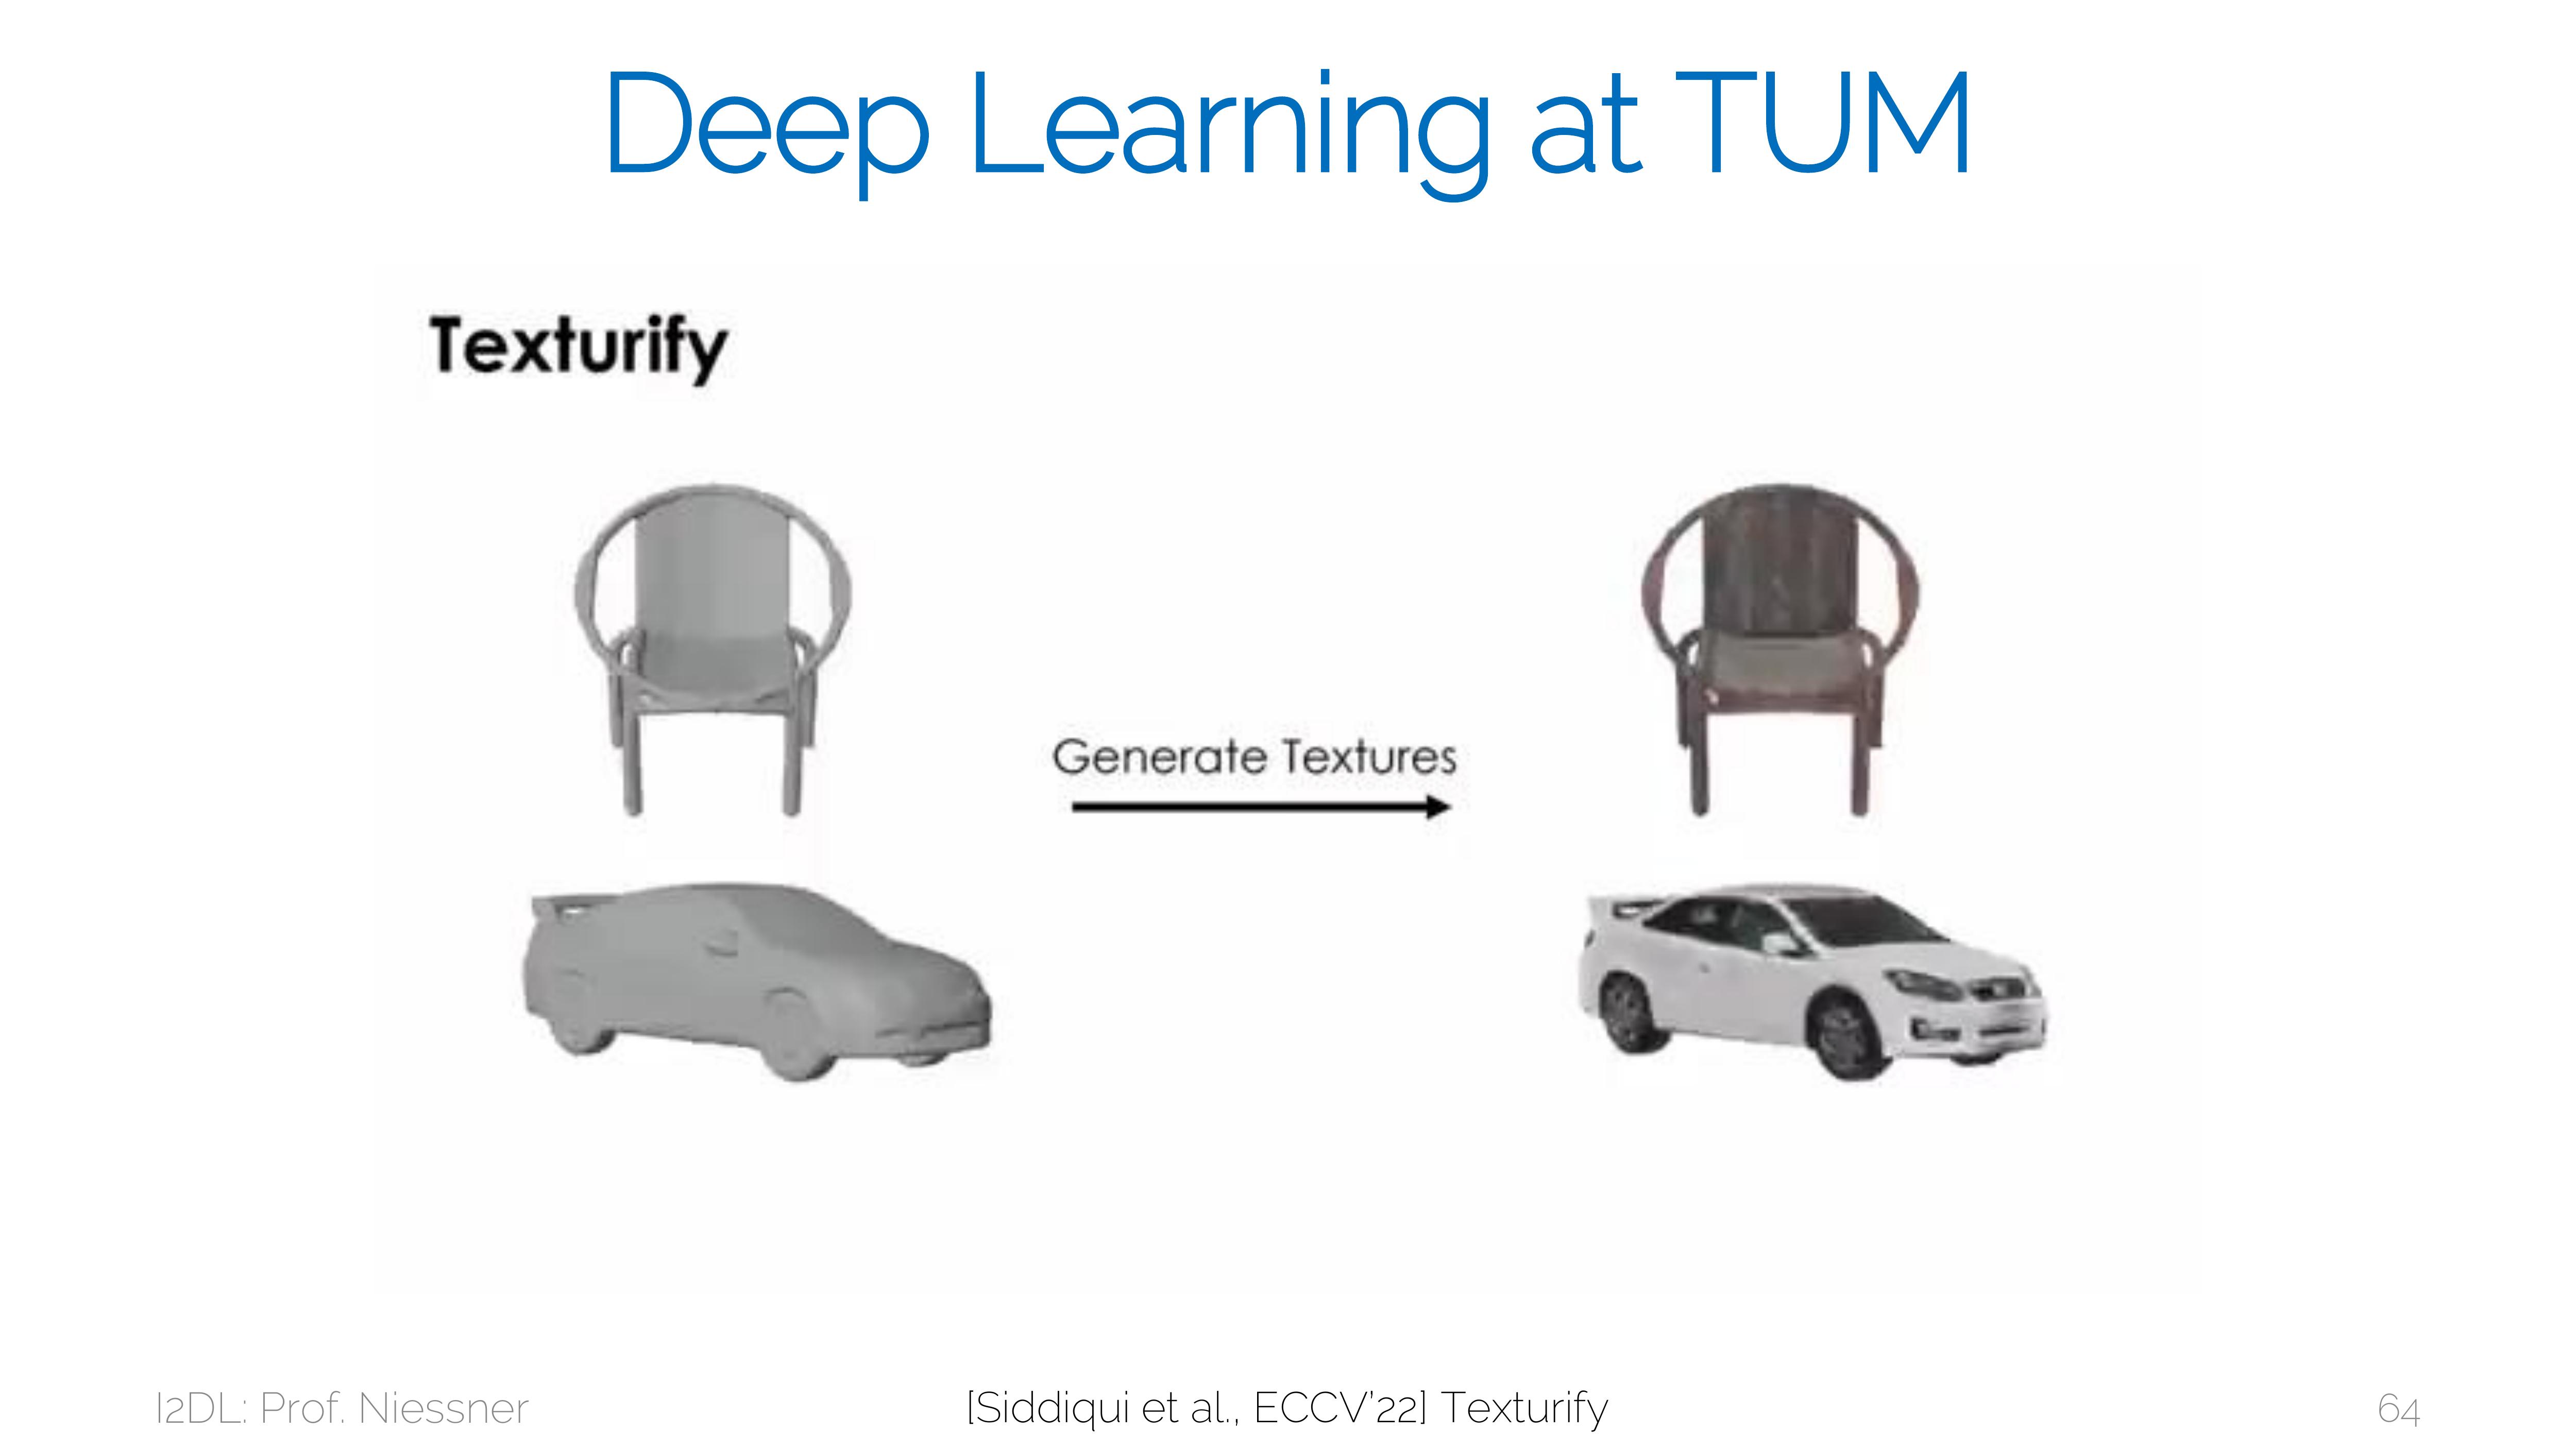 Deep Learning at TUM
Texturify
Generate Textures
I2DL: Prof. Niessner
[Siddiqui et al., ECCV'22] Texturify
64